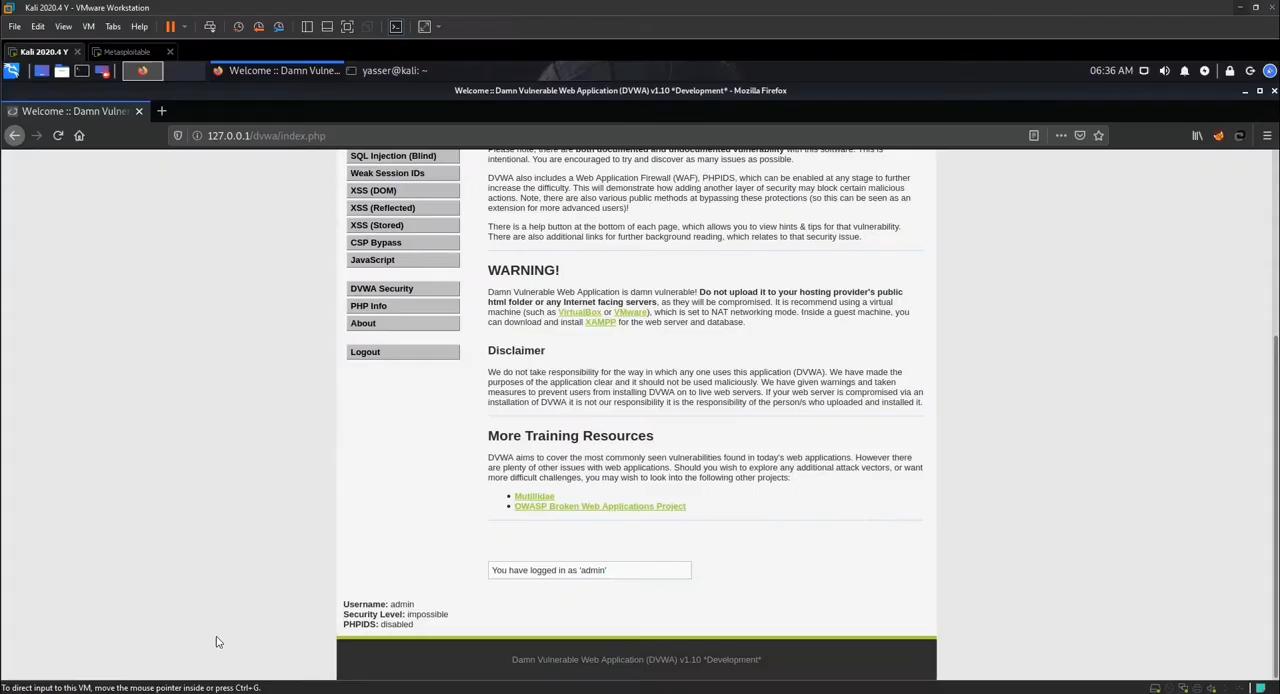 Kali 2020.4 Y - VMware Workstation
File Edit View VM Tabs Help
Kali 2020.4 Y Metasploitable
Welcome :: Damn Vulne... yasser@kali: ~ 06:36 AM
Welcome :: Damn Vulnerable Web Application (DVWA) v1.10 *Development* - Mozilla Firefox
Welcome :: Damn Vulner
127.0.0.1/dvwa/index.php
SQL Injection (Blind)
Weak Session IDs
XSS (DOM)
XSS (Reflected)
XSS (Stored)
CSP Bypass
JavaScript
DVWA Security
PHP Info
About
Logout
Please note, there are both documented and undocumented vulnerability with this software. This is
intentional. You are encouraged to try and discover as many issues as possible.
DVWA also includes a Web Application Firewall (WAF), PHPIDS, which can be enabled at any stage to further
increase the difficulty. This will demonstrate how adding another layer of security may block certain malicious
actions. Note, there are also various public methods at bypassing these protections (so this can be seen as an
extension for more advanced users)!
There is a help button at the bottom of each page, which allows you to view hints & tips for that vulnerability.
There are also additional links for further background reading, which relates to that security issue.
WARNING!
Damn Vulnerable Web Application is damn vulnerable! Do not upload it to your hosting provider's public
html folder or any Internet facing servers, as they will be compromised. It is recommend using a virtual
machine (such as VirtualBox or VMware), which is set to NAT networking mode. Inside a guest machine, you
can download and install XAMPP for the web server and database.
Disclaimer
We do not take responsibility for the way in which any one uses this application (DVWA). We have made the
purposes of the application clear and it should not be used maliciously. We have given warnings and taken
measures to prevent users from installing DVWA on to live web servers. If your web server is compromised via an
installation of DVWA it is not our responsibility it is the responsibility of the person/s who uploaded and installed it.
More Training Resources
DVWA aims to cover the most commonly seen vulnerabilities found in today's web applications. However there
are plenty of other issues with web applications. Should you wish to explore any additional attack vectors, or want
more difficult challenges, you may wish to look into the following other projects:
• Mutillidae
• OWASP Broken Web Applications Project
You have logged in as 'admin'
Username: admin
Security Level: impossible
PHPIDS: disabled
Damn Vulnerable Web Application (DVWA) v1.10 *Development*
To direct input to this VM, move the mouse pointer inside or press Ctrl+G.